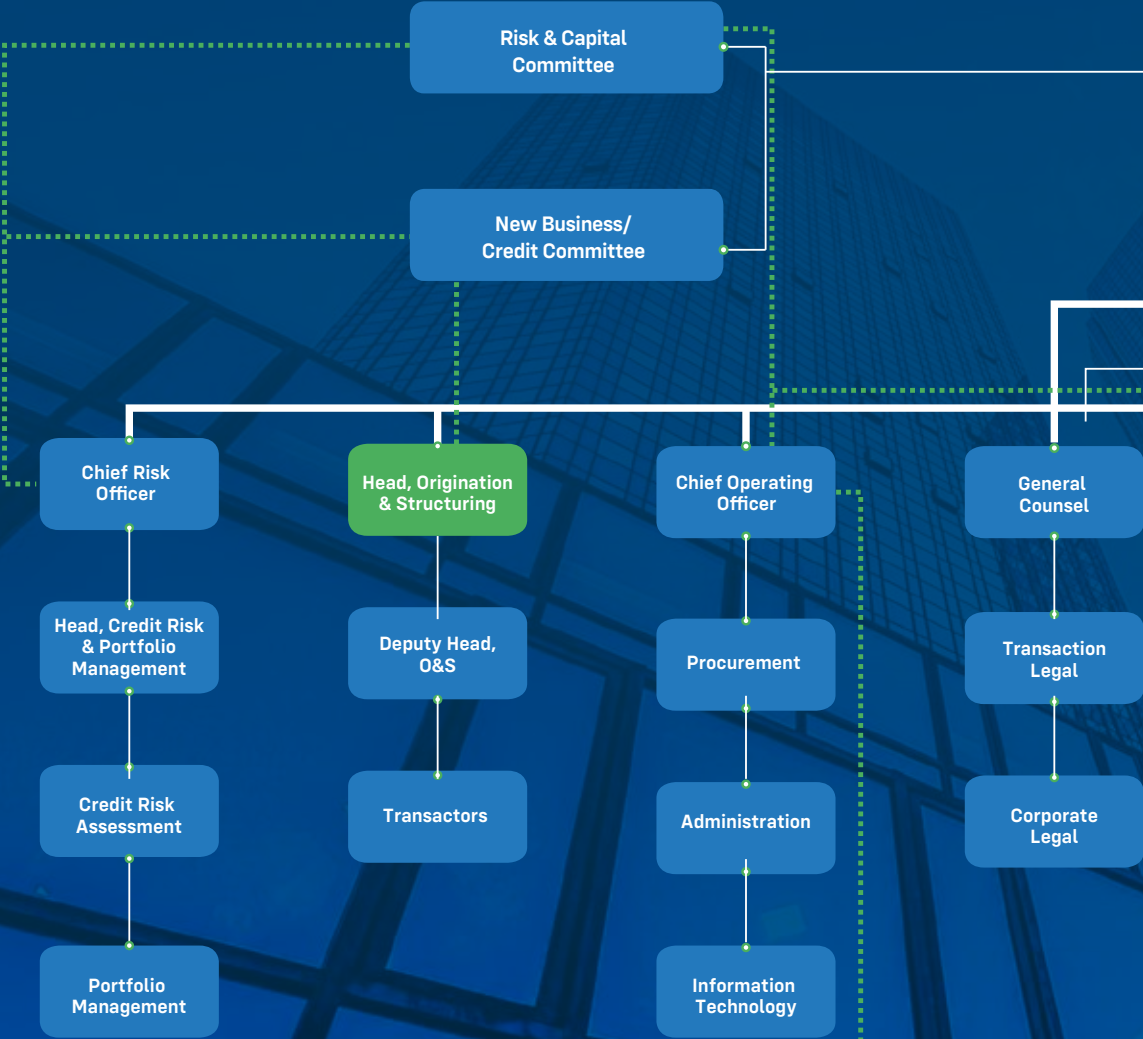 Risk & Capital
Committee
New Business/
Credit Committee
Chief Risk
Officer
Head, Origination
& Structuring
Chief Operating
Officer
General
Counsel
Head, Credit Risk
& Portfolio
Management
Deputy Head,
O&S
Procurement
Transaction
Legal
Credit Risk
Assessment
Transactors
Administration
Corporate
Legal
Portfolio
Management
Information
Technology